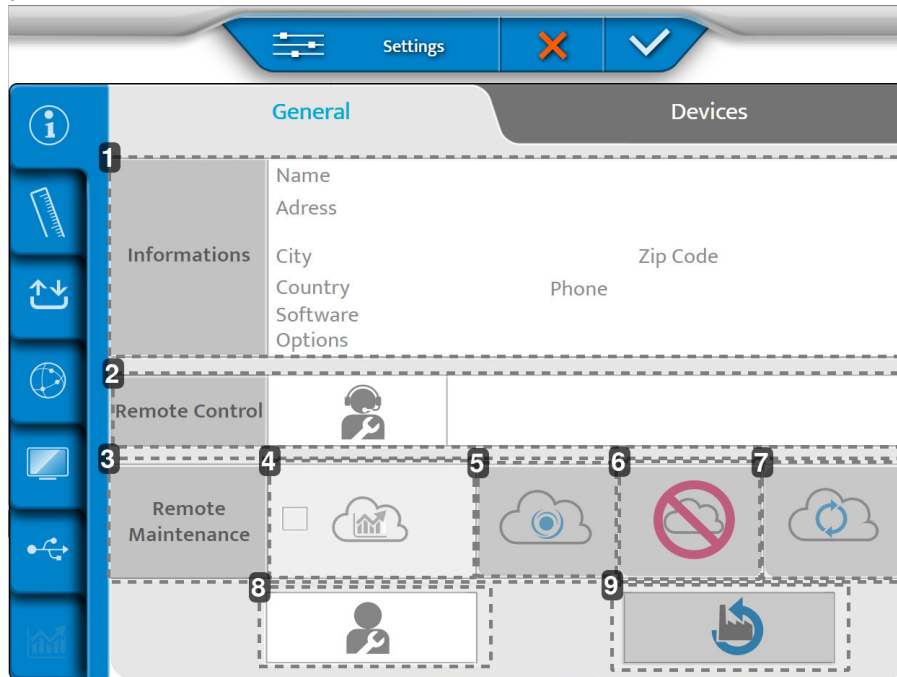 Settings
General
Devices
1
Informations
Name
Adress
City
Zip Code
Country
Phone
Software
Options
2
Remote Control
3
4
5
6
7
Remote
Maintenance
8
9